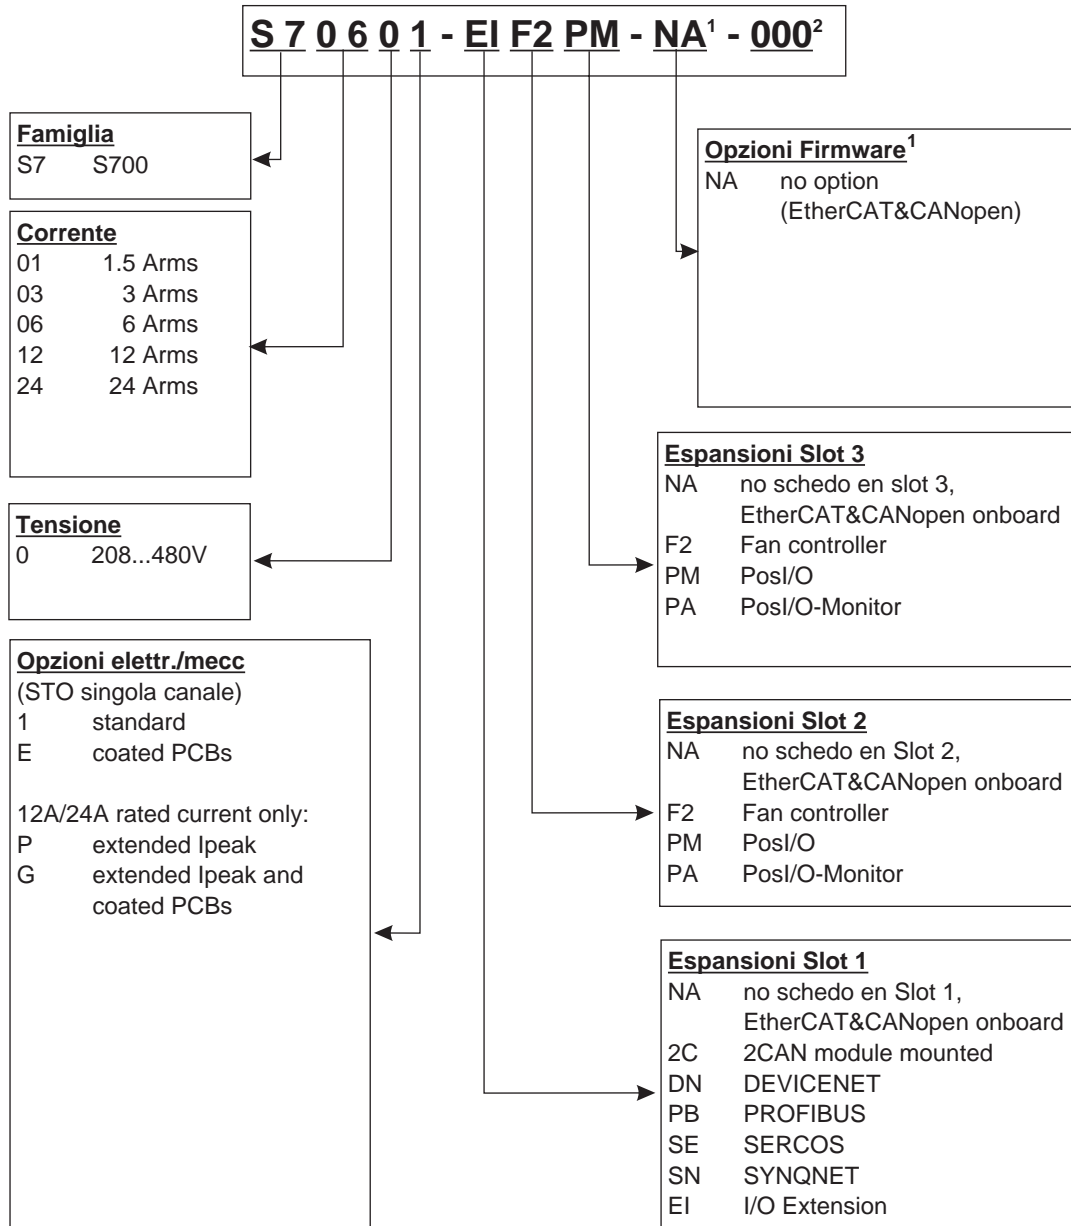 S 7 0 6 0 1 - EI F2 PM - NA¹ - 000²
Famiglia
S7 S700
Corrente
01 1.5 Arms
03 3 Arms
06 6 Arms
12 12 Arms
24 24 Arms
Tensione
0 208...480V
Opzioni elettr./mecc
(STO singola canale)
1 standard
E coated PCBs
12A/24A rated current only:
P extended Ipeak
G extended Ipeak and
coated PCBs
Opzioni Firmware¹
NA no option
(EtherCAT&CANopen)
Espansioni Slot 3
NA no schedo en slot 3,
EtherCAT&CANopen onboard
F2 Fan controller
PM PosI/O
PA PosI/O-Monitor
Espansioni Slot 2
NA no schedo en Slot 2,
EtherCAT&CANopen onboard
F2 Fan controller
PM PosI/O
PA PosI/O-Monitor
Espansioni Slot 1
NA no schedo en Slot 1,
EtherCAT&CANopen onboard
2C 2CAN module mounted
DN DEVICENET
PB PROFIBUS
SE SERCOS
SN SYNQNET
EI I/O Extension